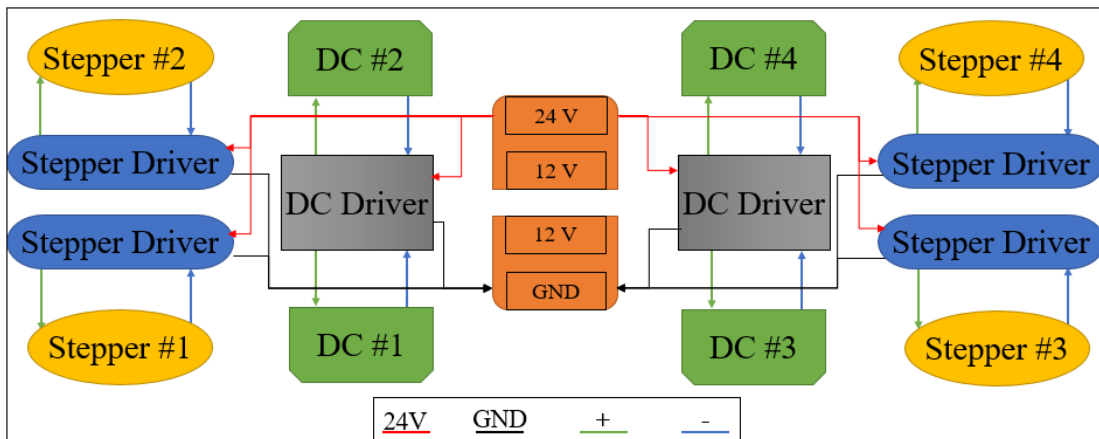 Stepper #2
DC #2
DC #4
Stepper #4
24 V
Stepper Driver
Stepper Driver
12 V
DC Driver
DC Driver
Stepper Driver
Stepper Driver
12 V
GND
Stepper #1
DC #1
DC #3
Stepper #3
24V GND + -